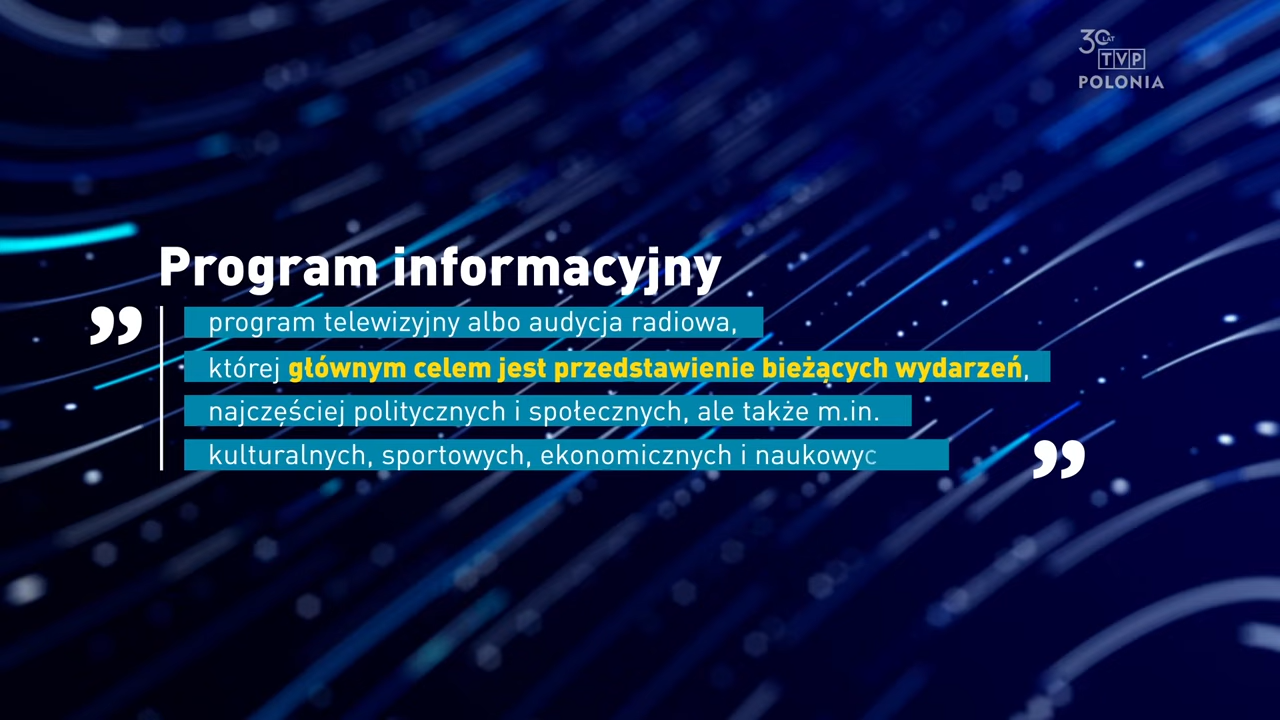 30 LAT
TVP
POLONIA
Program informacyjny
” program telewizyjny albo audycja radiowa,
której głównym celem jest przedstawienie bieżących wydarzeń,
najczęściej politycznych i społecznych, ale także m.in.
kulturalnych, sportowych, ekonomicznych i naukowyc ”